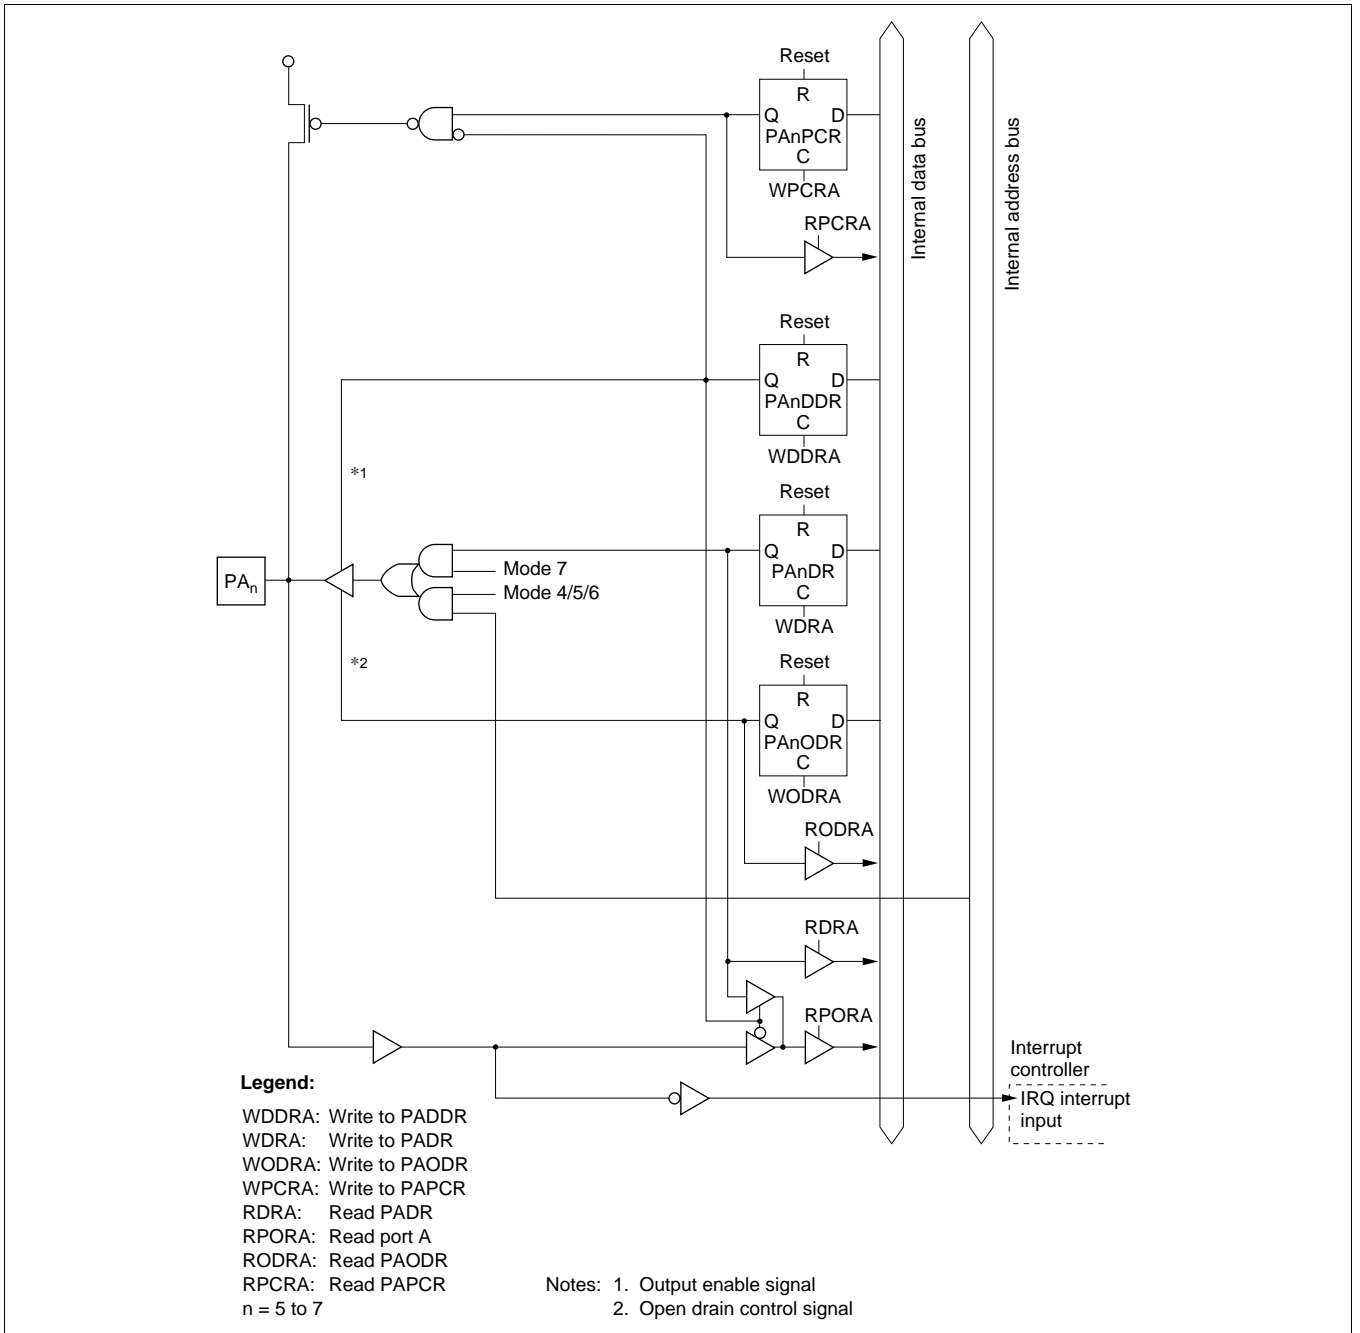 Reset
R
Q D
PAnPCR
C
WPCRA
RPCRA
Internal data bus
Internal address bus
Reset
R
Q D
PAnDDR
C
WDDRA
*1
Reset
R
Q D
PAnDR
C
WDRA
Mode 7
Mode 4/5/6
PAn
*2
Reset
R
Q D
PAnODR
C
WODRA
RODRA
RDRA
RPORA
Interrupt
controller
IRQ interrupt
input
Legend:
WDDRA: Write to PADDR
WDRA: Write to PADR
WODRA: Write to PAODR
WPCRA: Write to PAPCR
RDRA: Read PADR
RPORA: Read port A
RODRA: Read PAODR
RPCRA: Read PAPCR
n = 5 to 7
Notes: 1. Output enable signal
2. Open drain control signal